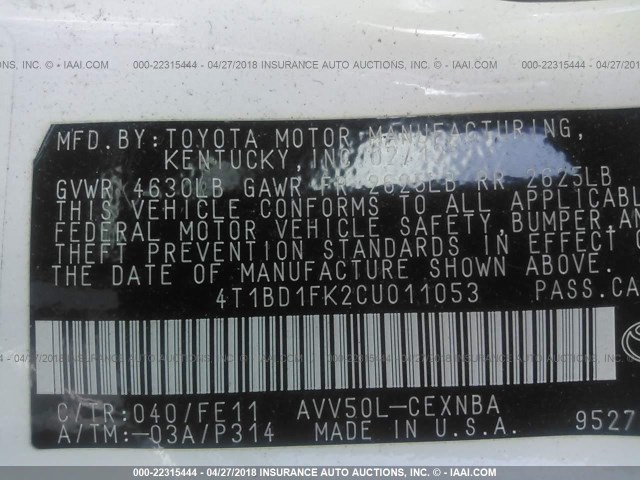 000-22315444 - 04/27/2018 INSURANCE AUTO AUCTIONS, INC. - © IAAI.COM
MFD. BY: TOYOTA MOTOR MANUFACTURING,
KENTUCKY, INC.
GVWR 4630LB GAWR FR 2625LB RR 2625LB
THIS VEHICLE CONFORMS TO ALL APPLICABL
FEDERAL MOTOR VEHICLE SAFETY, BUMPER, AN
THEFT PREVENTION STANDARDS IN EFFECT O
THE DATE OF MANUFACTURE SHOWN ABOVE.
4T1BD1FK2CU011053 PASS.CA
000-22315444 - 04/27/2018 INSURANCE AUTO AUCTIONS, INC. - © IAAI.COM
C/TR: 040/FE11 AVV50L-CEXNBA
A/TM:-03A/P314 MADE IN U.S.A. 9527
000-22315444 - 04/27/2018 INSURANCE AUTO AUCTIONS, INC. - © IAAI.COM